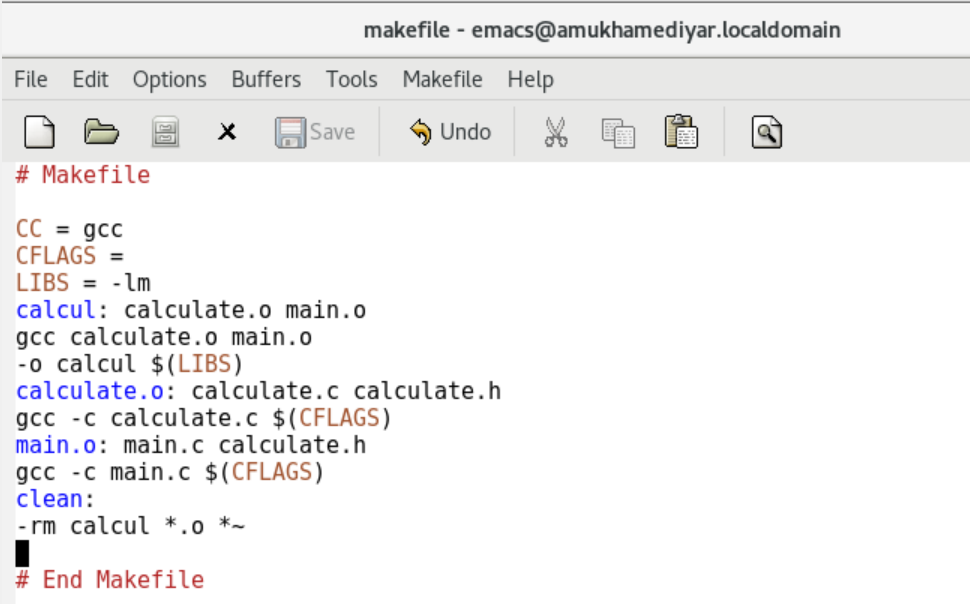 makefile - emacs@amukhamediyar.localdomain
File Edit Options Buffers Tools Makefile Help
Save Undo
# Makefile
CC = gcc
CFLAGS =
LIBS = -lm
calcul: calculate.o main.o
gcc calculate.o main.o
-o calcul $(LIBS)
calculate.o: calculate.c calculate.h
gcc -c calculate.c $(CFLAGS)
main.o: main.c calculate.h
gcc -c main.c $(CFLAGS)
clean:
-rm calcul *.o *~
# End Makefile